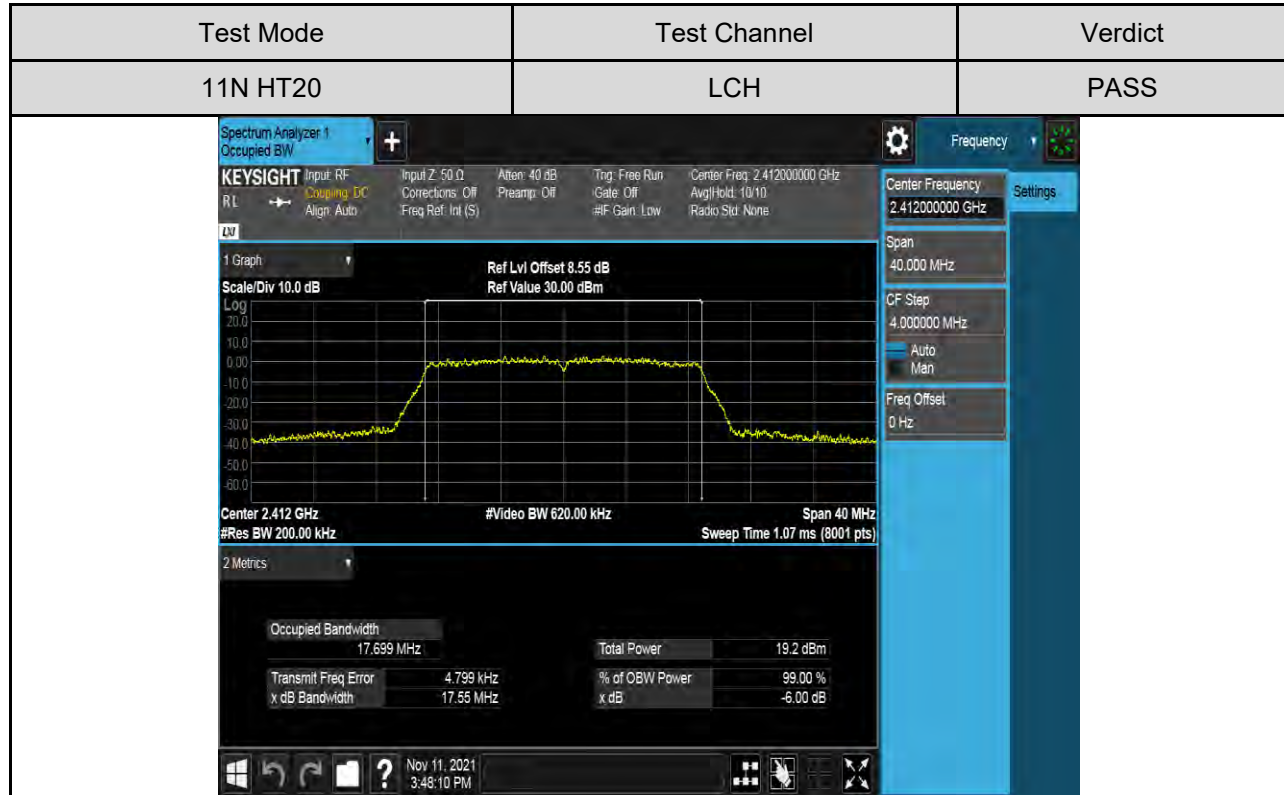 Test Mode Test Channel Verdict
11N HT20 LCH PASS
Spectrum Analyzer 1
Occupied BW
+
Frequency
KEYSIGHT Input: RF Input Z: 50 Ω Atten: 40 dB Trig: Free Run Center Freq: 2.412000000 GHz
RL Coupling: DC Corrections: Off Preamp: Off Gate: Off Avg|Hold: 10/10
Align: Auto Freq Ref: Int (S) #IF Gain: Low Radio Std: None
LXI
Center Frequency
2.412000000 GHz
Settings
Span
40.000 MHz
CF Step
4.000000 MHz
Auto
Man
Freq Offset
0 Hz
1 Graph
Ref Lvl Offset 8.55 dB
Scale/Div 10.0 dB Ref Value 30.00 dBm
Log
20.0
10.0
0.00
-10.0
-20.0
-30.0
-40.0
-50.0
-60.0
Center 2.412 GHz #Video BW 620.00 kHz Span 40 MHz
#Res BW 200.00 kHz Sweep Time 1.07 ms (8001 pts)
2 Metrics
Occupied Bandwidth
17.699 MHz Total Power 19.2 dBm
Transmit Freq Error 4.799 kHz % of OBW Power 99.00 %
x dB Bandwidth 17.55 MHz x dB -6.00 dB
? Nov 11, 2021
3:48:10 PM